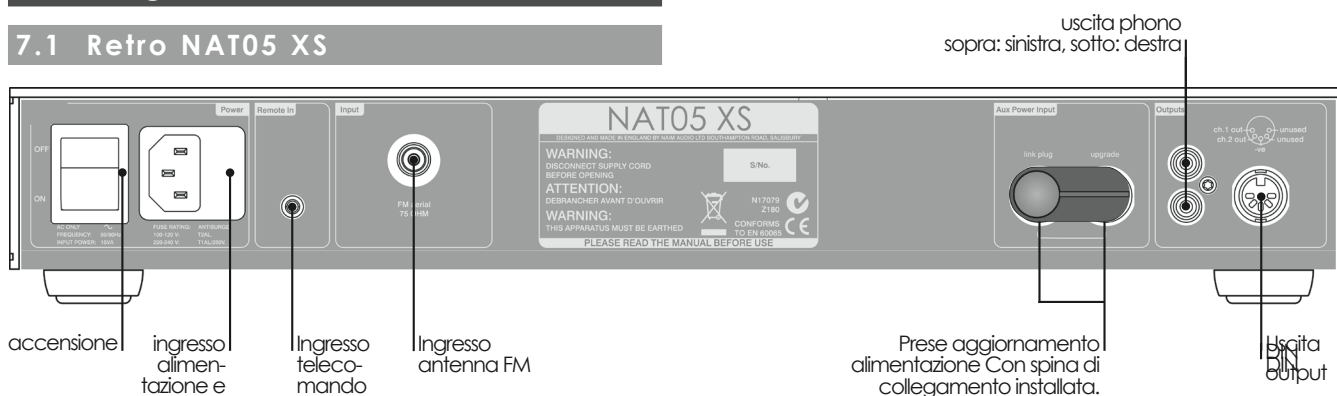 7.1 Retro NAT05 XS
uscita phono
sopra: sinistra, sotto: destra
Power
Remote In
Input
NAT05 XS
DESIGNED AND MADE IN ENGLAND BY NAIM AUDIO LTD SOUTHAMPTON ROAD, SALISBURY
Aux Power Input
Outputs
OFF
ON
WARNING:
DISCONNECT SUPPLY CORD
BEFORE OPENING
ATTENTION:
DEBRANCHER AVANT D'OUVRIR
WARNING:
THIS APPARATUS MUST BE EARTHED
S/No.
N17079
Z180
CONFORMS
TO EN 60065
PLEASE READ THE MANUAL BEFORE USE
link plug
upgrade
ch.1 out
unused
ch.2 out
unused
-ve
FM aerial
75 OHM
AC ONLY
FREQUENCY: 50/60Hz
INPUT POWER: 15VA
FUSE RATING: ANTISURGE
100-120 V: T2AL
220-240 V: T1AL/250V.
accensione
ingresso
alimen-
tazione e
Ingresso
teleco-
mando
Ingresso
antenna FM
Prese aggiornamento
alimentazione Con spina di
collegamento installata.
Uscita
DIN
output